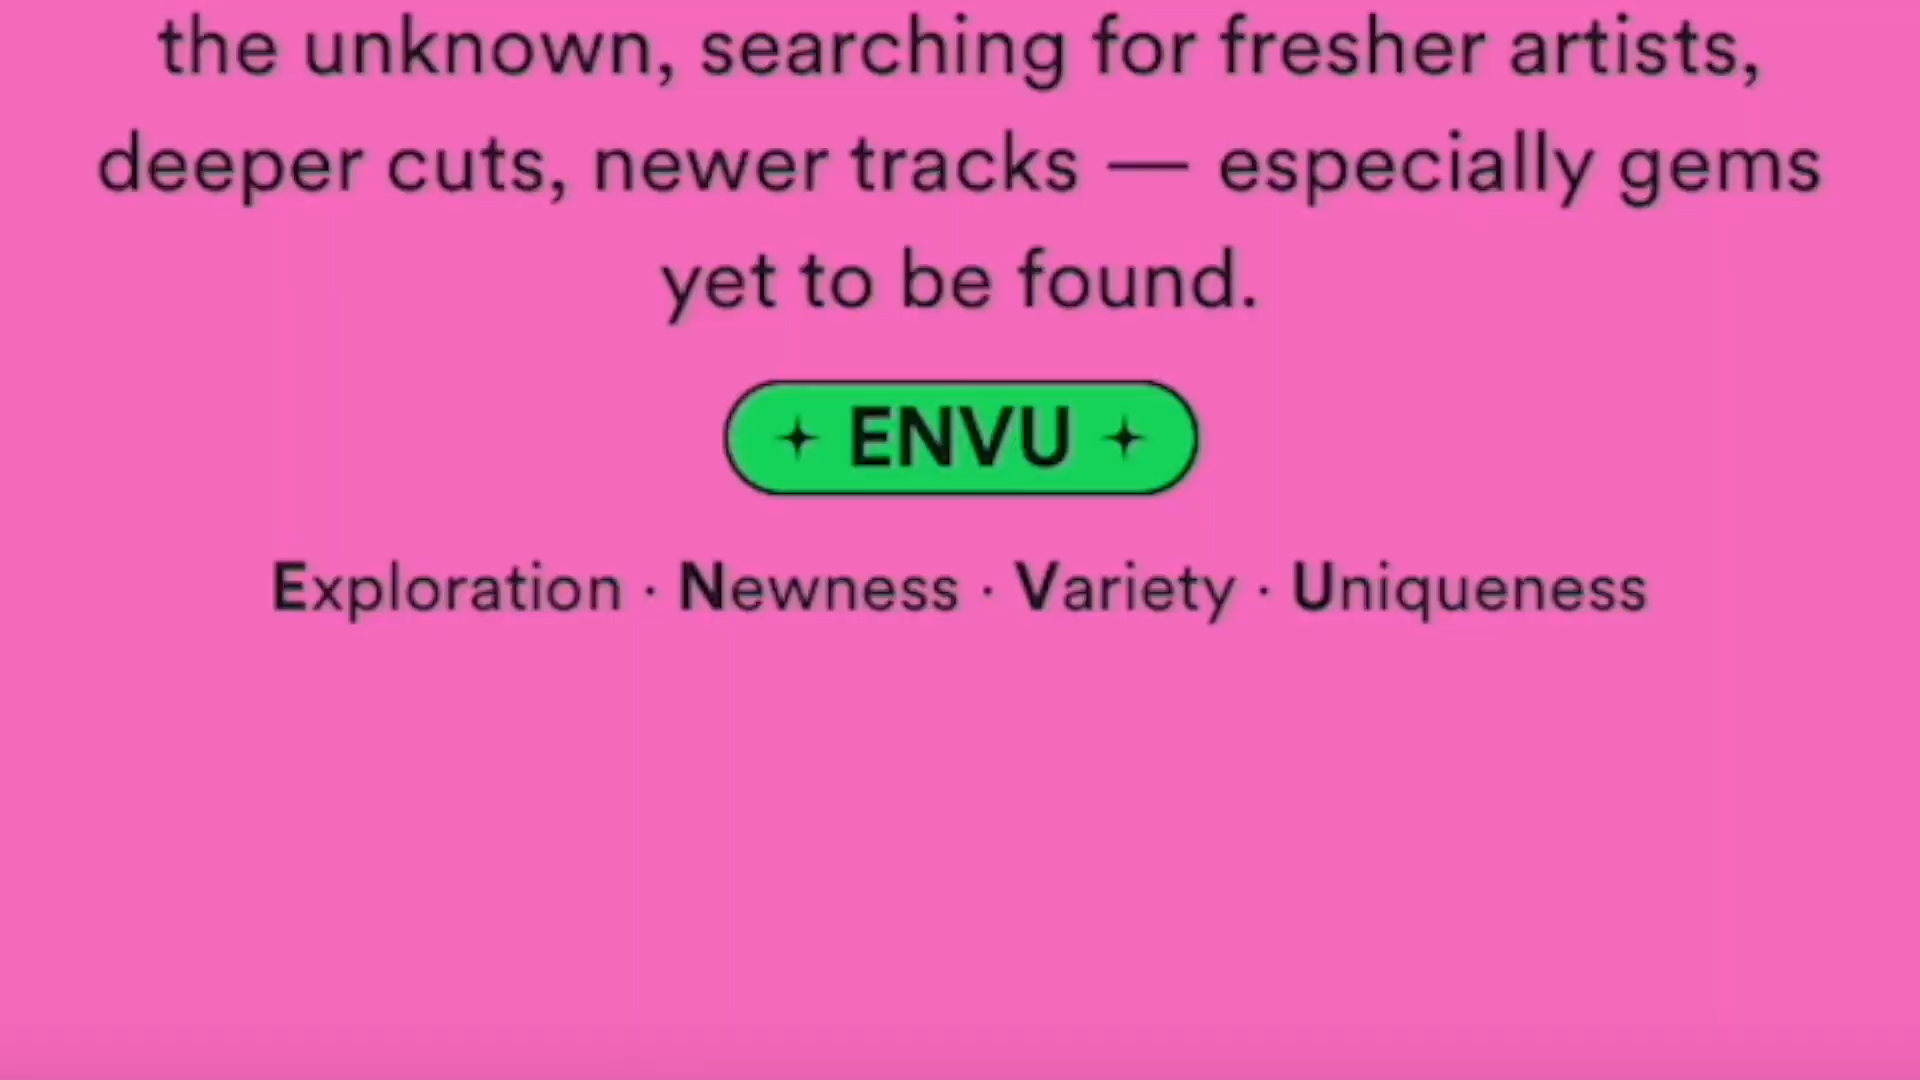 the unknown, searching for fresher artists,
deeper cuts, newer tracks — especially gems
yet to be found.
ENVU
Exploration · Newness · Variety · Uniqueness